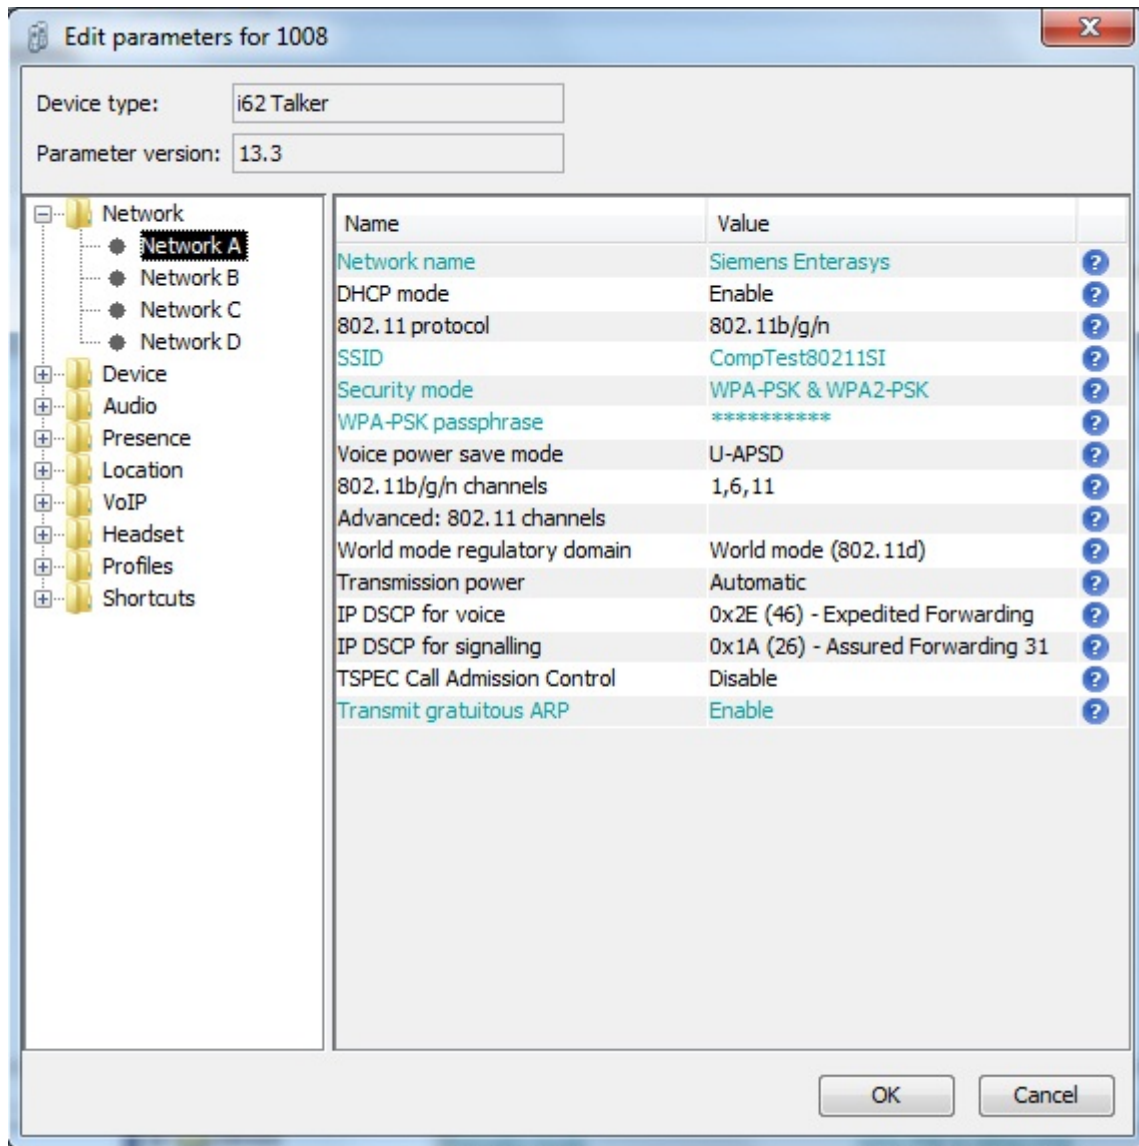 Edit parameters for 1008
Device type: i62 Talker
Parameter version: 13.3
Network
Network A
Network B
Network C
Network D
Device
Audio
Presence
Location
VoIP
Headset
Profiles
Shortcuts
Name Value
Network name Siemens Enterasys
DHCP mode Enable
802.11 protocol 802.11b/g/n
SSID CompTest80211SI
Security mode WPA-PSK & WPA2-PSK
WPA-PSK passphrase **********
Voice power save mode U-APSD
802.11b/g/n channels 1,6,11
Advanced: 802.11 channels
World mode regulatory domain World mode (802.11d)
Transmission power Automatic
IP DSCP for voice 0x2E (46) - Expedited Forwarding
IP DSCP for signalling 0x1A (26) - Assured Forwarding 31
TSPEC Call Admission Control Disable
Transmit gratuitous ARP Enable
OK Cancel